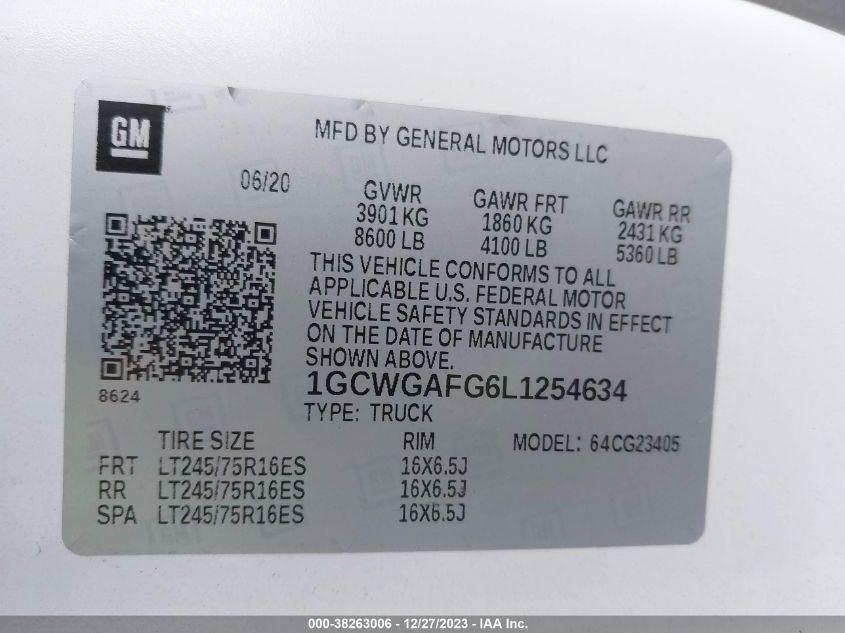 GM
MFD BY GENERAL MOTORS LLC
06/20
GVWR
3901 KG
8600 LB
GAWR FRT
1860 KG
4100 LB
GAWR RR
2431 KG
5360 LB
THIS VEHICLE CONFORMS TO ALL
APPLICABLE U.S. FEDERAL MOTOR
VEHICLE SAFETY STANDARDS IN EFFECT
ON THE DATE OF MANUFACTURE
SHOWN ABOVE.
8624
1GCWGAFG6L1254634
TYPE: TRUCK
TIRE SIZE RIM MODEL: 64CG23405
FRT LT245/75R16ES 16X6.5J
RR LT245/75R16ES 16X6.5J
SPA LT245/75R16ES 16X6.5J
000-38263006 - 12/27/2023 - IAA Inc.